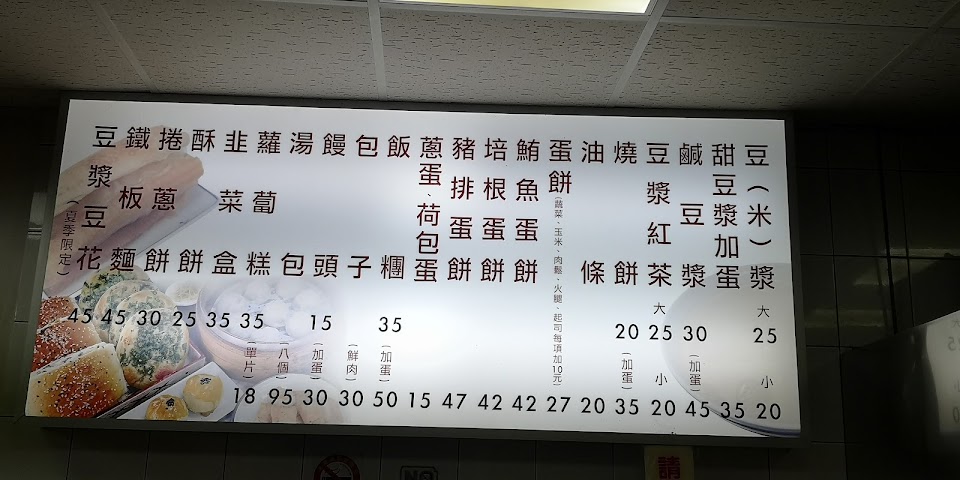 豆(米)漿 大 25 小 20
甜豆漿加蛋 35
鹹豆漿 30 (加蛋) 45
豆漿紅茶 大 25 小 20
燒餅 20 (加蛋) 35
油條 20
蛋餅(蔬菜、玉米、肉鬆、火腿、起司每項加10元) 27
鮪魚蛋餅 42
培根蛋餅 42
豬排蛋餅 47
蔥蛋、荷包蛋 15
飯糰 35 (加蛋) 50
包子 (鮮肉) 30
饅頭 15 (加蛋) 30
湯包 (八個) 95
蘿蔔糕 35 (單片) 18
韭菜盒 35
酥餅 25
捲蔥餅 30
鐵板麵 45
豆漿豆花(夏季限定) 45
NO
請